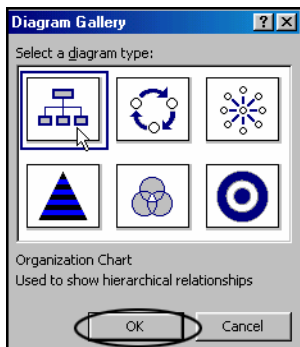 Diagram Gallery
Select a diagram type:
Organization Chart
Used to show hierarchical relationships
OK Cancel